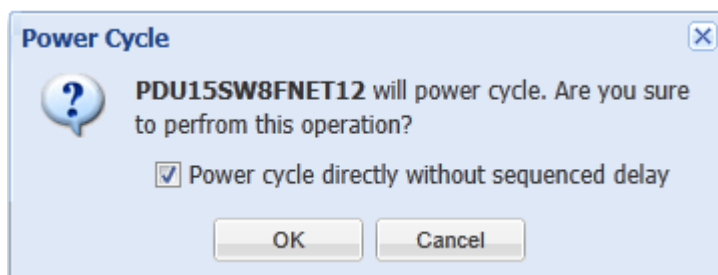 Power Cycle
PDU15SW8FNET12 will power cycle. Are you sure
to perfrom this operation?
Power cycle directly without sequenced delay
OK
Cancel